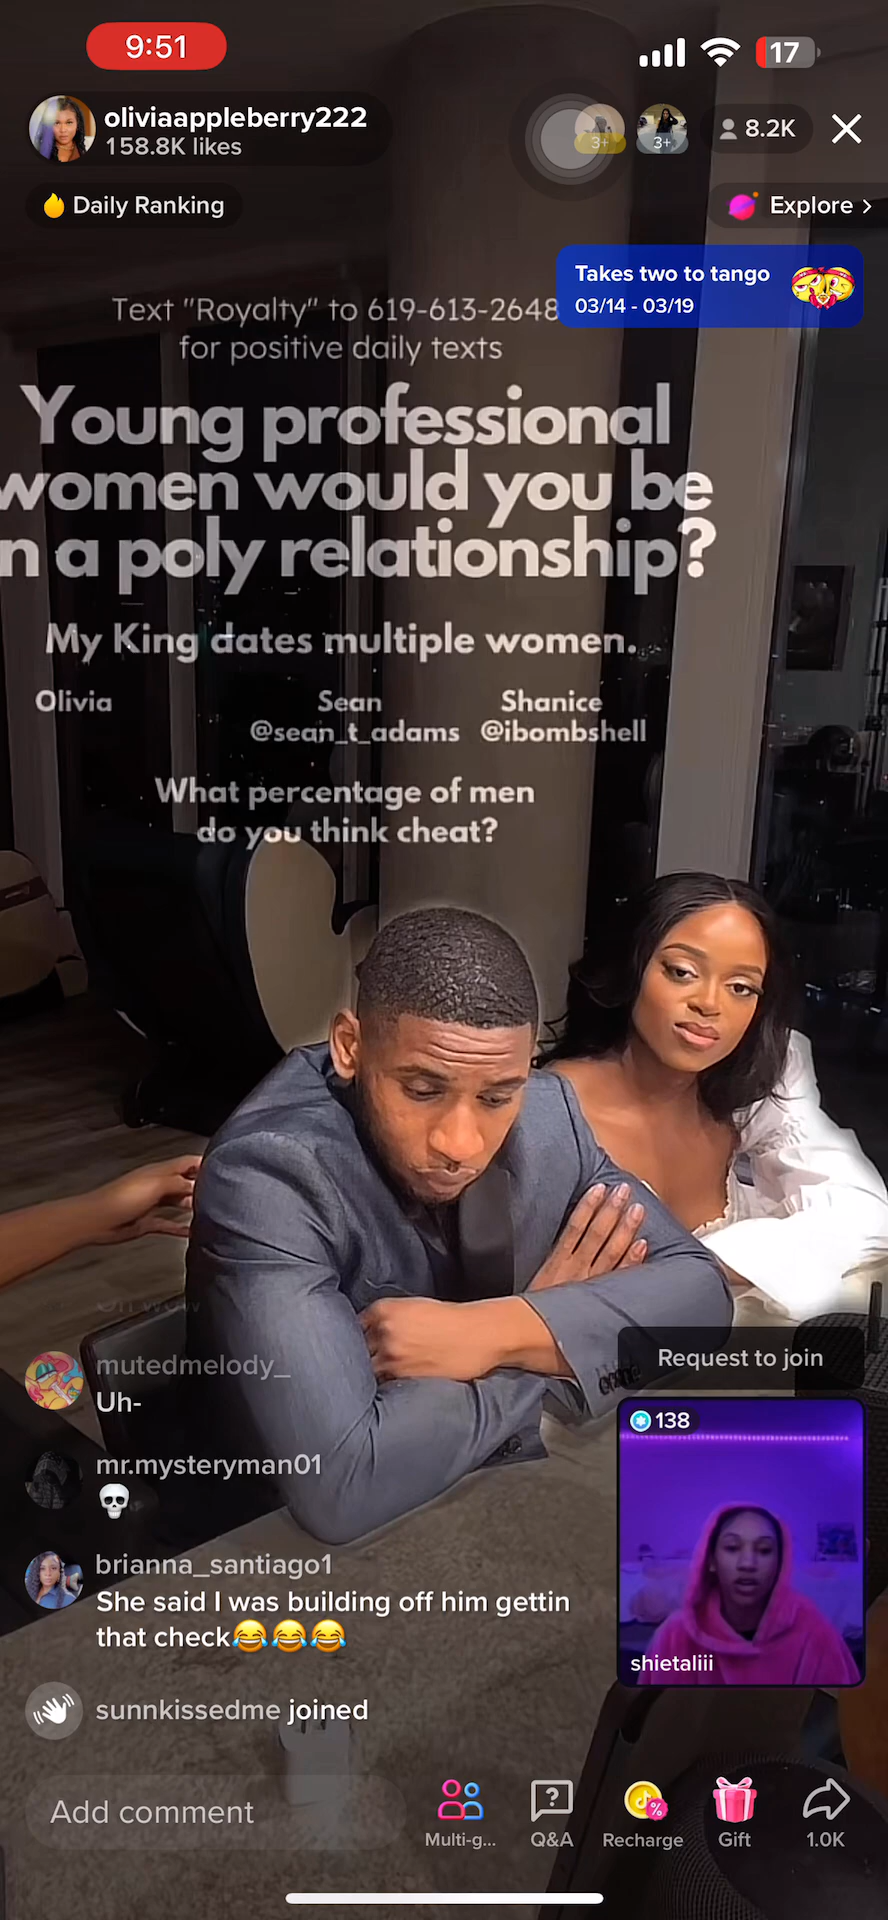 9:51
17
oliviaappleberry222
158.8K likes
3+
3+
8.2K
Daily Ranking
Explore >
Takes two to tango
03/14 - 03/19
Text "Royalty" to 619-613-2648
for positive daily texts
Young professional
women would you be
n a poly relationship?
My King dates multiple women.
Olivia
Sean
Shanice
@sean_t_adams
@ibombshell
What percentage of men
do you think cheat?
Oh wow
mutedmelody_
Uh-
Request to join
138
mr.mysteryman01
💀
brianna_santiago1
She said I was building off him gettin
that check😂😂😂
shietaliii
sunnkissedme joined
Add comment
Multi-g...
Q&A
Recharge
Gift
1.0K